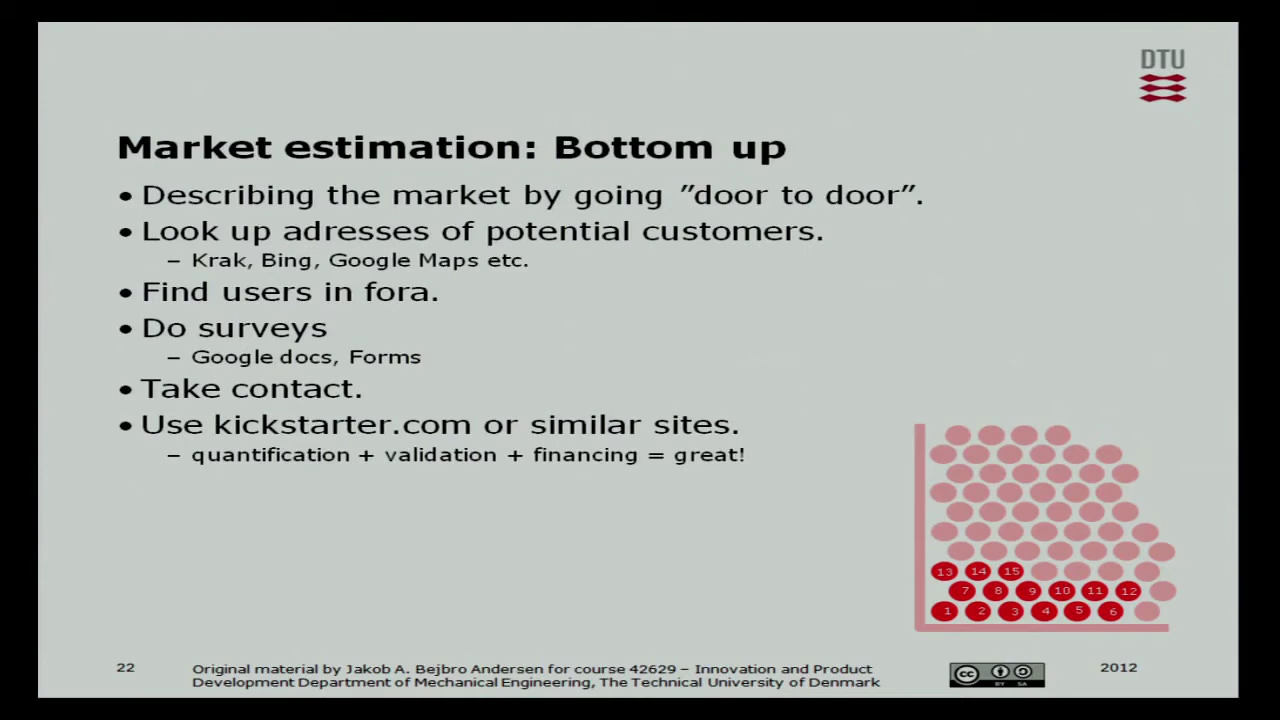 DTU
Market estimation: Bottom up
• Describing the market by going ”door to door”.
• Look up adresses of potential customers.
– Krak, Bing, Google Maps etc.
• Find users in fora.
• Do surveys
– Google docs, Forms
• Take contact.
• Use kickstarter.com or similar sites.
– quantification + validation + financing = great!
13 14 15
7 8 9 10 11 12
1 2 3 4 5 6
22
Original material by Jakob A. Bejbro Andersen for course 42629 – Innovation and Product
Development Department of Mechanical Engineering, The Technical University of Denmark
cc BY SA
2012